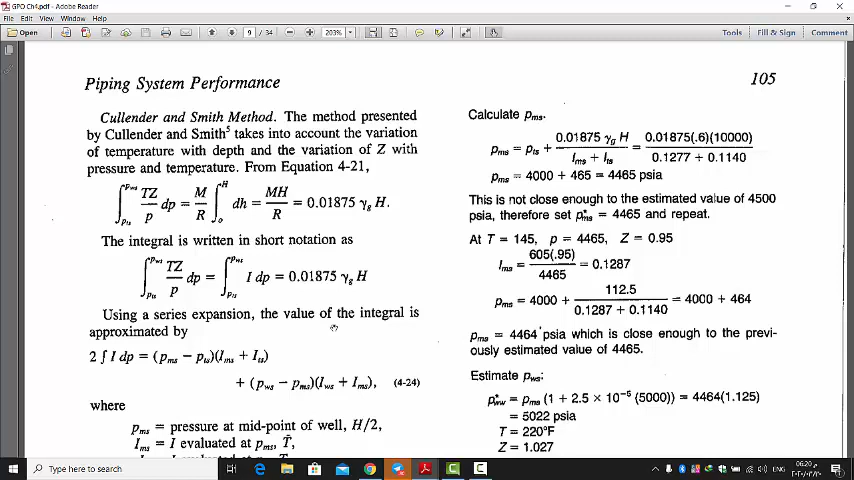 GPO Ch4.pdf - Adobe Reader
File Edit View Window Help
Open 9 / 34 203% Tools Fill & Sign Comment
Piping System Performance
105
Cullender and Smith Method. The method presented
by Cullender and Smith⁵ takes into account the variation
of temperature with depth and the variation of Z with
pressure and temperature. From Equation 4-21,
∫_{pts}^{pws} TZ/p dp = M/R ∫_o^H dh = MH/R = 0.01875 γg H.
The integral is written in short notation as
∫_{pts}^{pws} TZ/p dp = ∫_{pts}^{pws} I dp = 0.01875 γg H
Using a series expansion, the value of the integral is
approximated by
2 ∫ I dp = (pms − pts)(Ims + Its)
+ (pws − pms)(Iws + Ims), (4-24)
where
pms = pressure at mid-point of well, H/2,
Ims = I evaluated at pms, T̄,
Calculate pms.
pms = pts + 0.01875 γg H / Ims + Its = 0.01875(.6)(10000) / 0.1277 + 0.1140
pms = 4000 + 465 = 4465 psia
This is not close enough to the estimated value of 4500
psia, therefore set p*ms = 4465 and repeat.
At T = 145, p = 4465, Z = 0.95
Ims = 605(.95) / 4465 = 0.1287
pms = 4000 + 112.5 / 0.1287 + 0.1140 = 4000 + 464
pms = 4464 psia which is close enough to the previ-
ously estimated value of 4465.
Estimate pws:
p*ww = pms (1 + 2.5 × 10⁻⁵ (5000)) = 4464(1.125)
= 5022 psia
T = 220°F
Z = 1.027
Type here to search